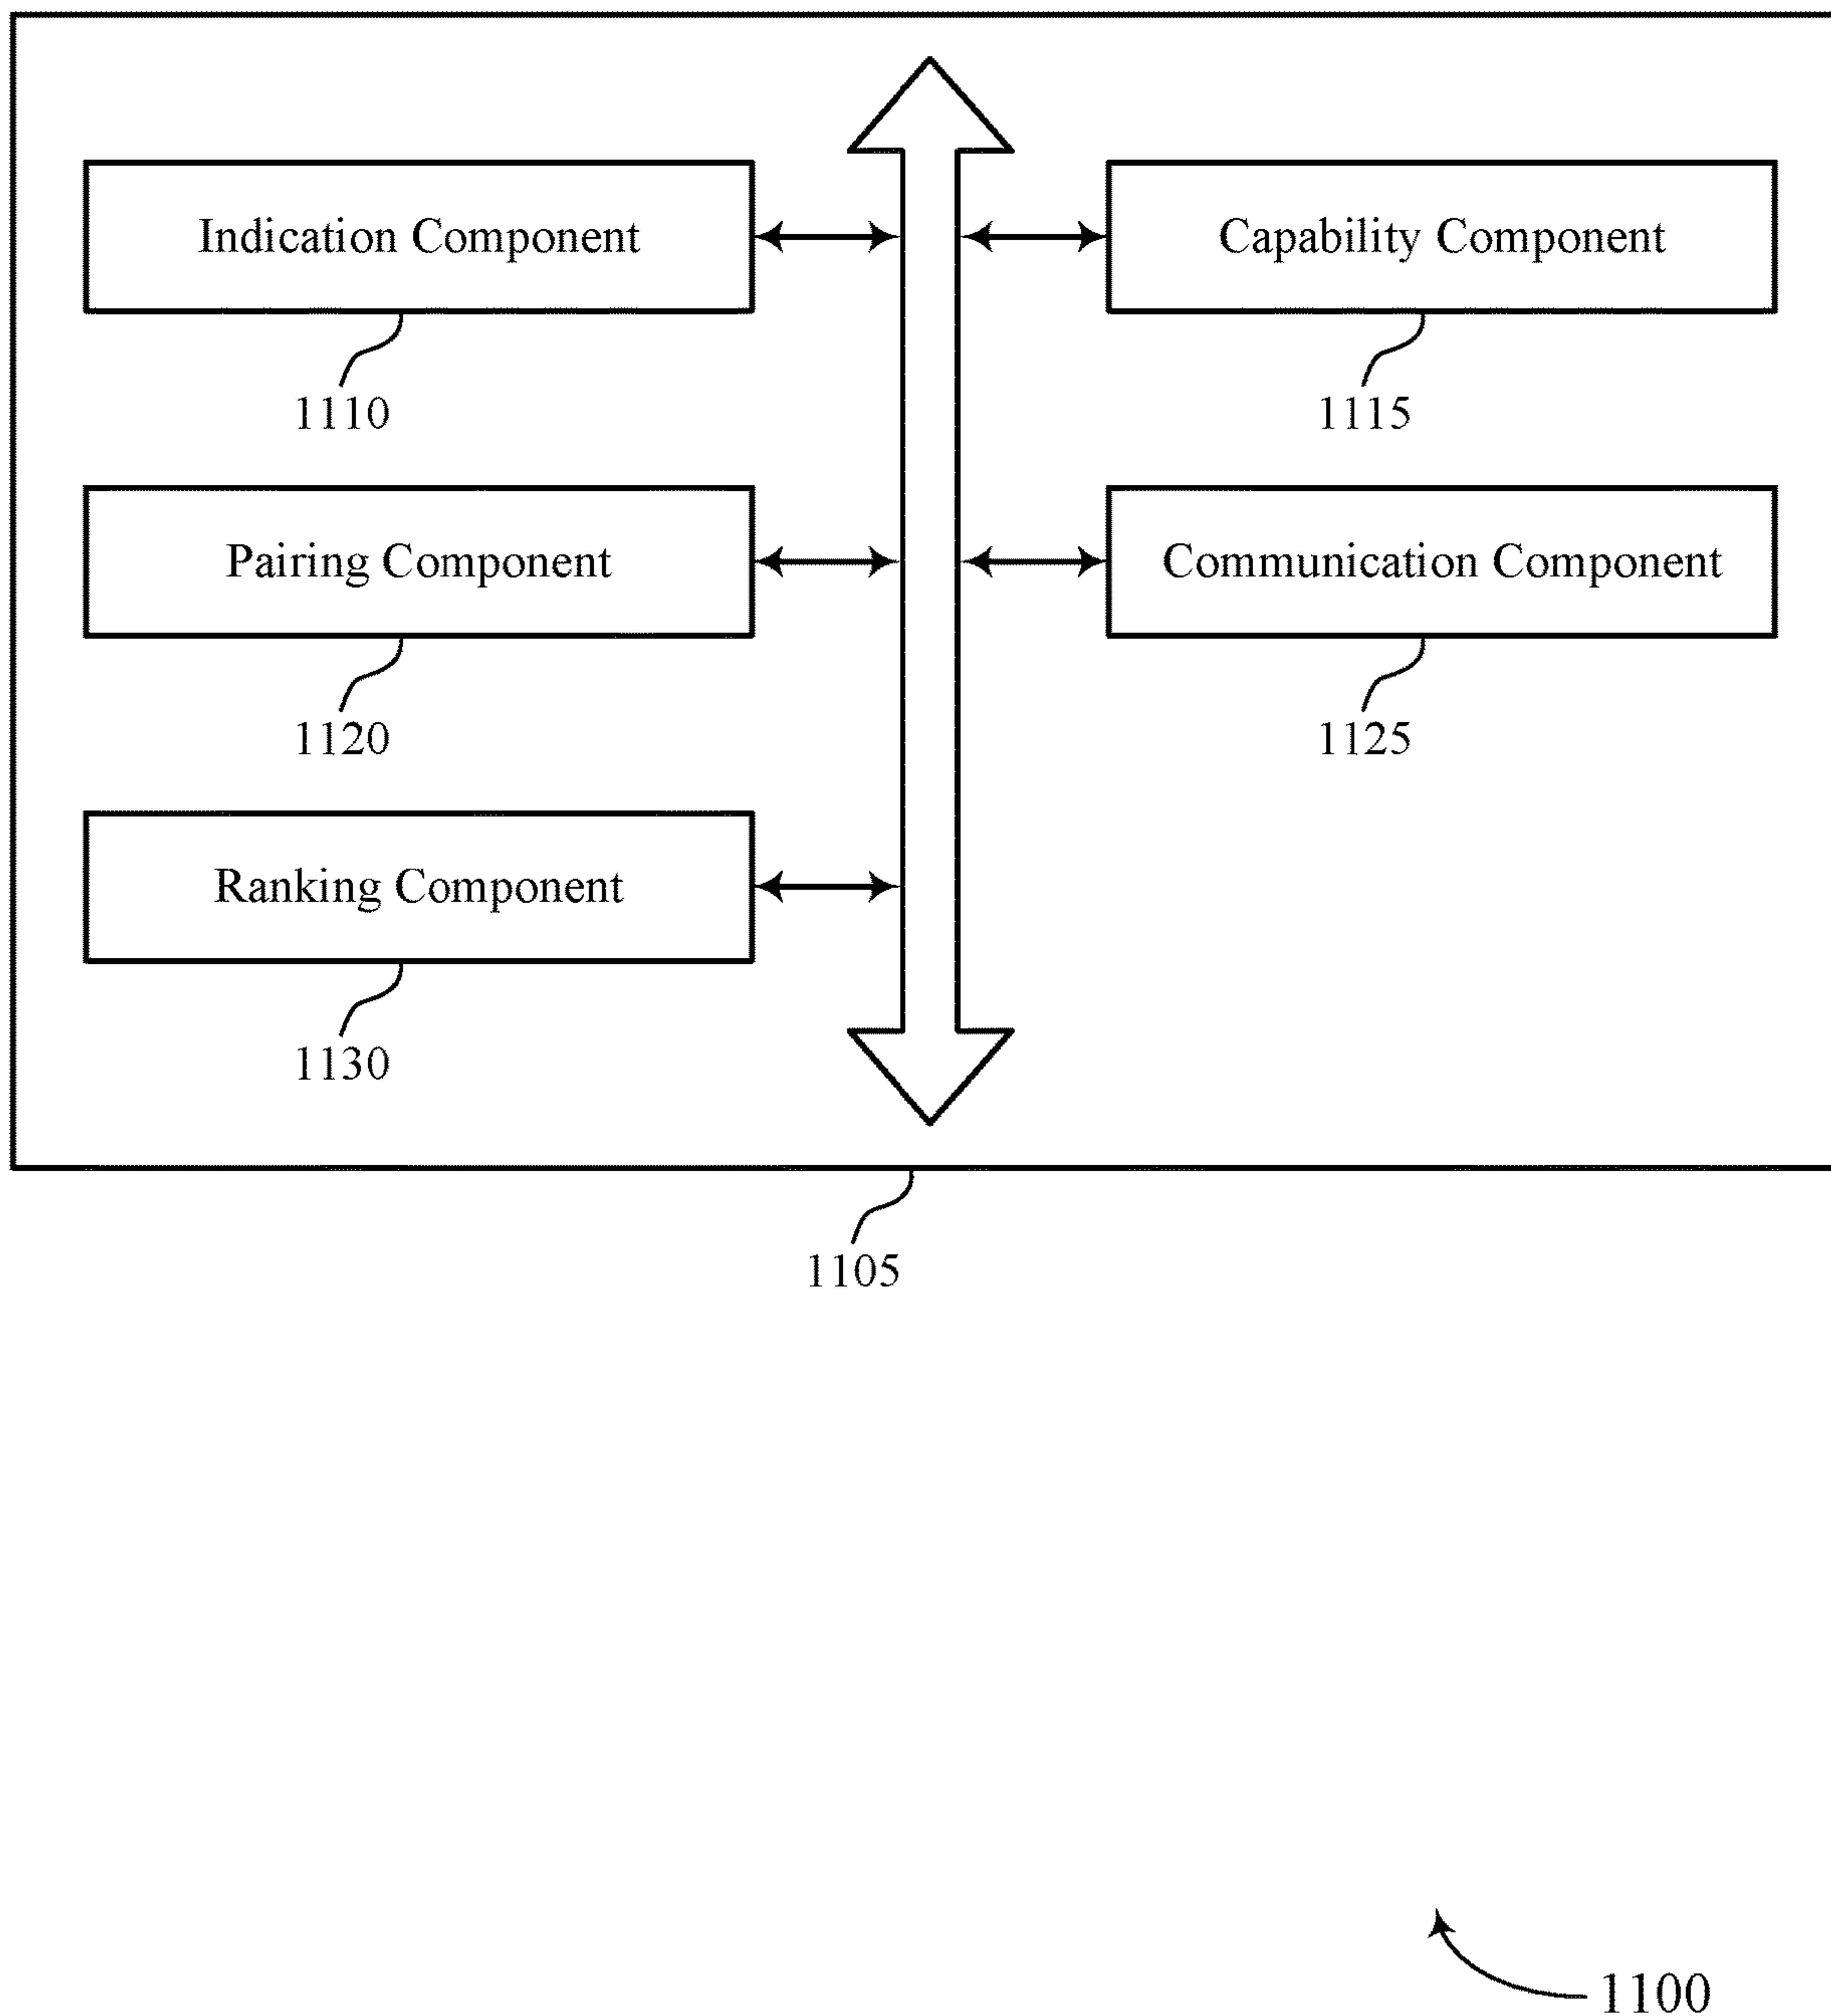 Indication Component
Capability Component
1110
1115
Pairing Component
Communication Component
1120
1125
Ranking Component
1130
1105
1100